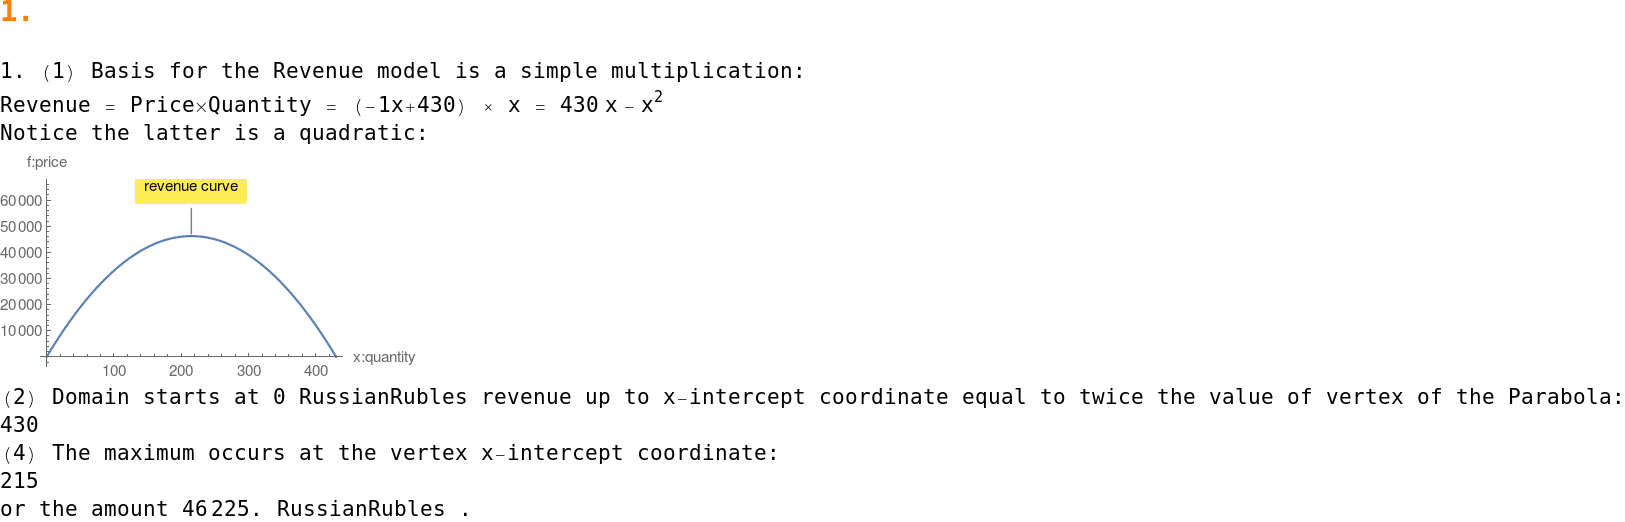 1.
1. (1) Basis for the Revenue model is a simple multiplication:
Revenue = Price×Quantity = (-1x+430) × x = 430 x - x²
Notice the latter is a quadratic:
f:price
revenue curve
60000
50000
40000
30000
20000
10000
100 200 300 400
x:quantity
(2) Domain starts at 0 RussianRubles revenue up to x-intercept coordinate equal to twice the value of vertex of the Parabola:
430
(4) The maximum occurs at the vertex x-intercept coordinate:
215
or the amount 46225. RussianRubles .